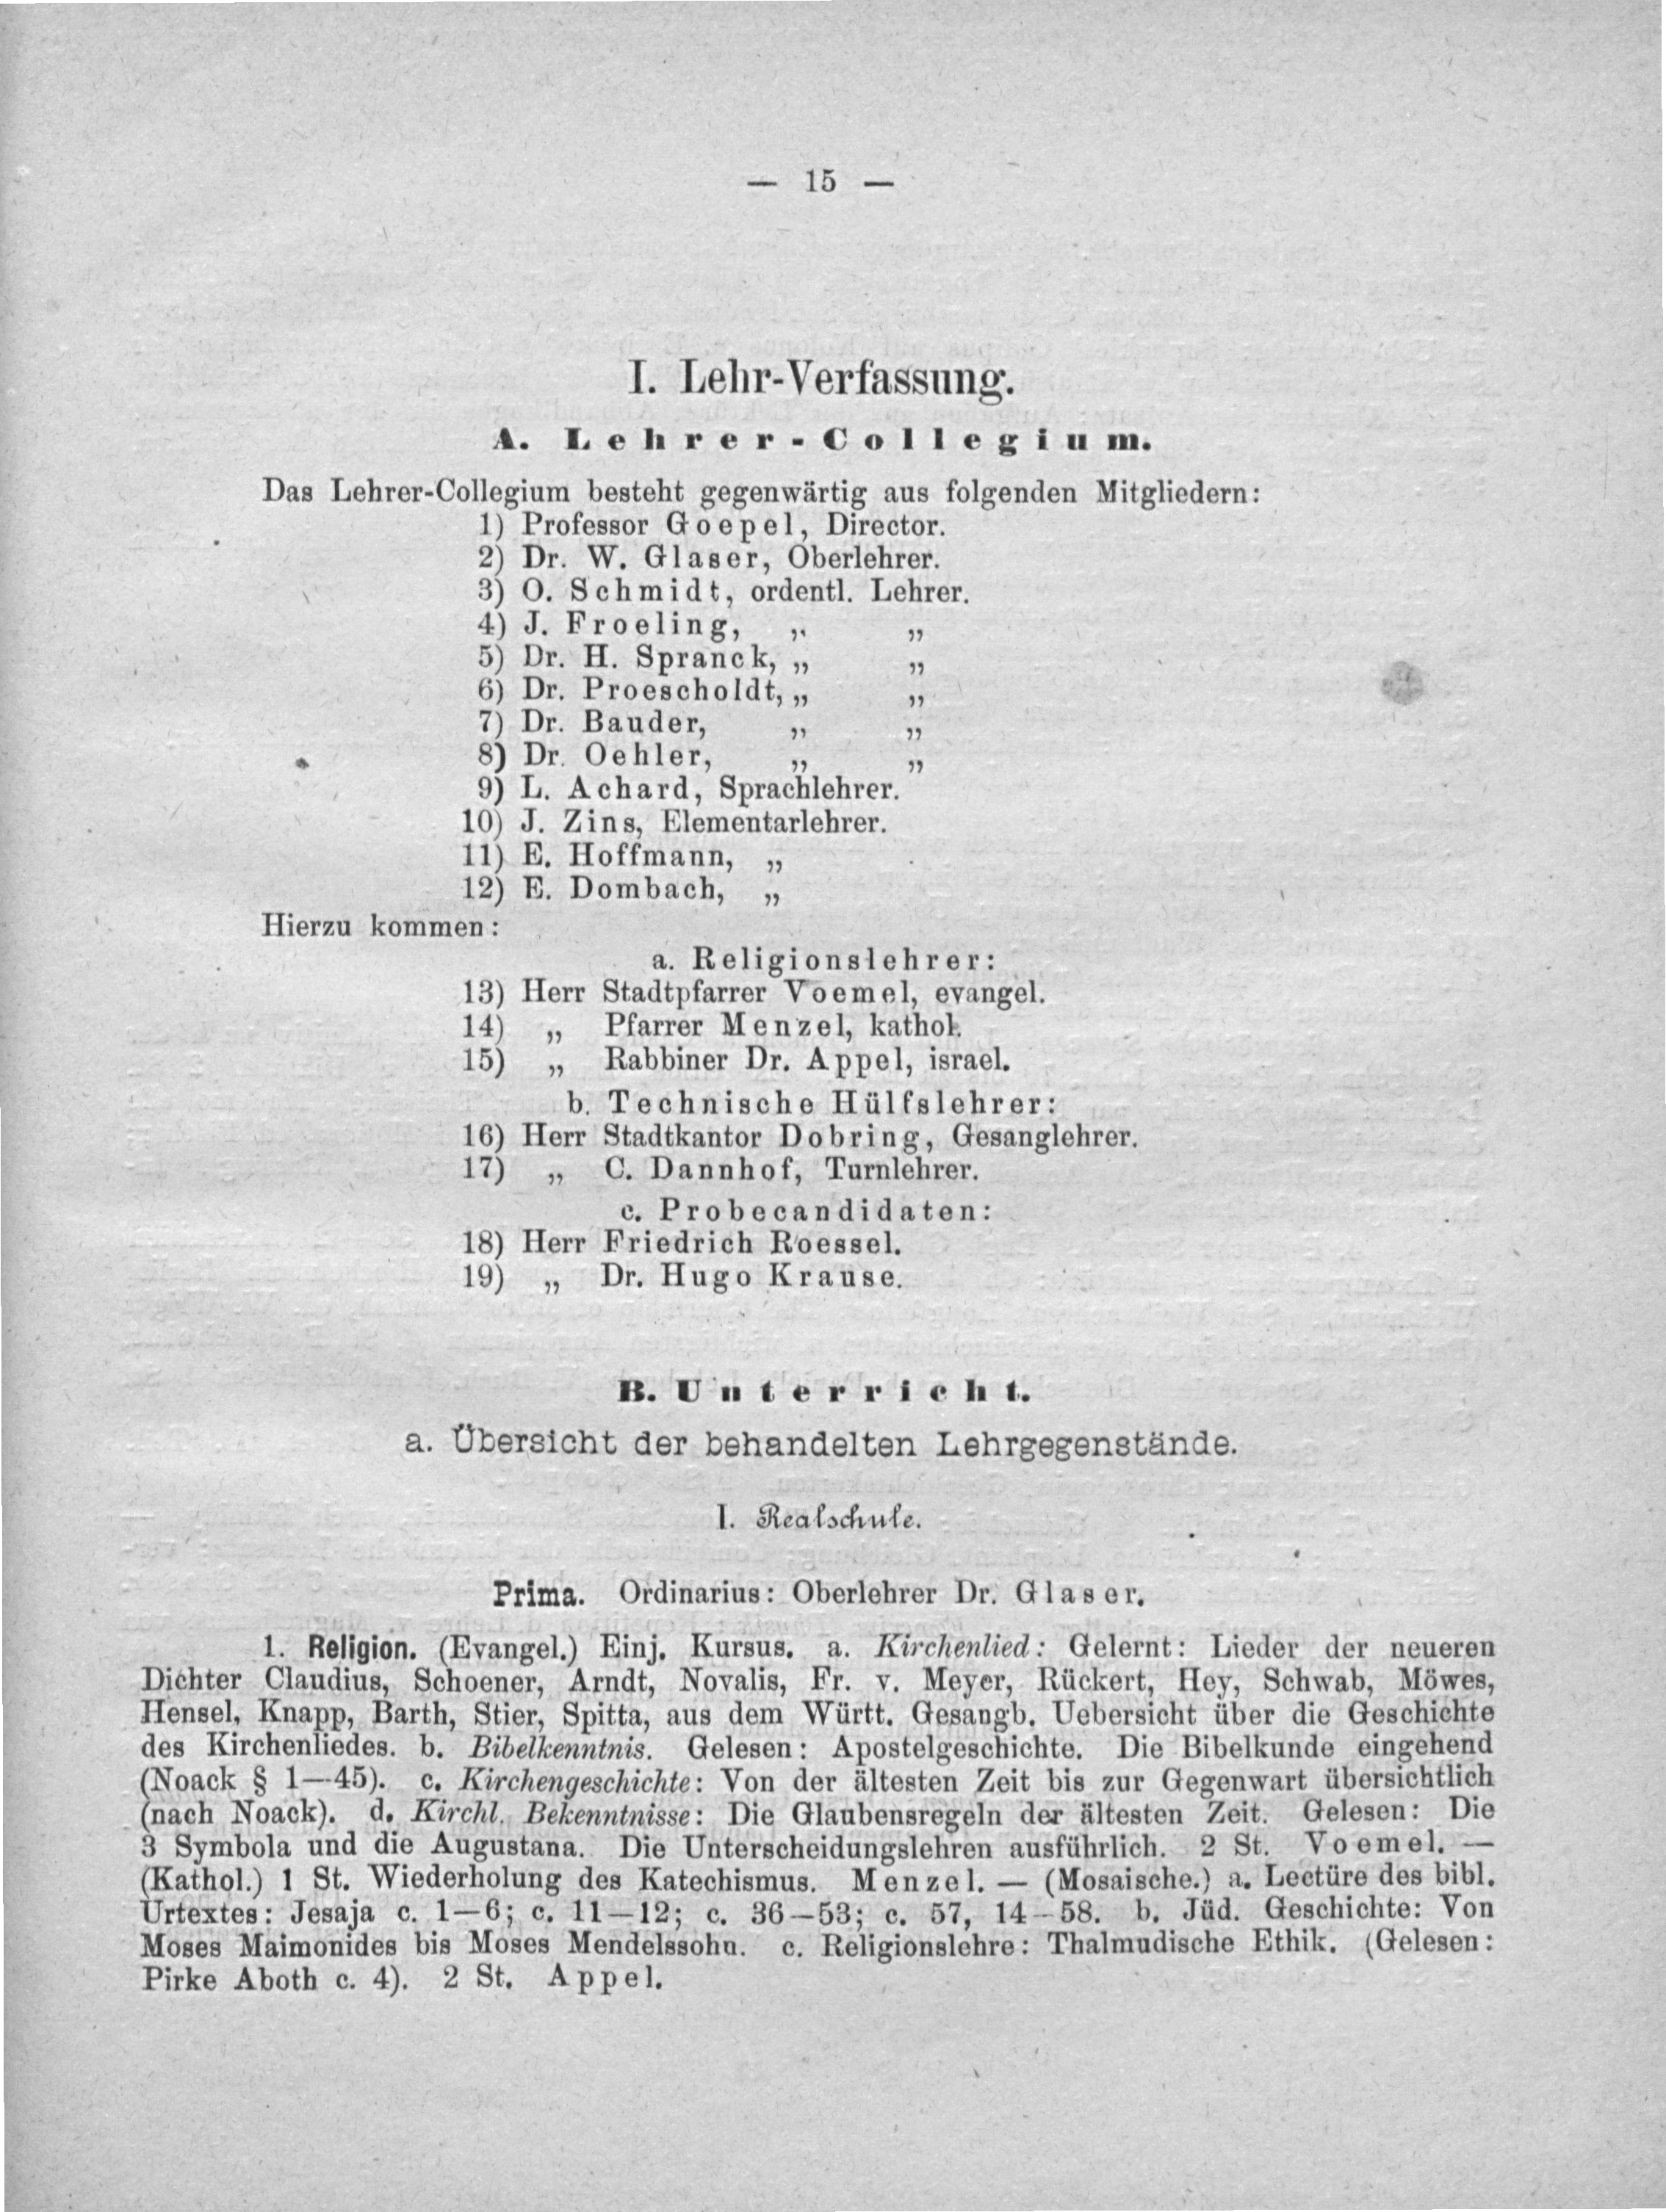 — 15 —
I. Lehr-Verfassung.
A. Lehrer-Collegium.
Das Lehrer-Collegium besteht gegenwärtig aus folgenden Mitgliedern:
1) Professor Goepel, Director.
2) Dr. W. Glaser, Oberlehrer.
3) O. Schmidt, ordentl. Lehrer.
4) J. Froeling, „ „
5) Dr. H. Spranck, „ „
6) Dr. Proescholdt, „ „
7) Dr. Bauder, „ „
8) Dr. Oehler, „ „
9) L. Achard, Sprachlehrer.
10) J. Zins, Elementarlehrer.
11) E. Hoffmann, „
12) E. Dombach, „
Hierzu kommen:
a. Religionslehrer:
13) Herr Stadtpfarrer Voemel, evangel.
14) „ Pfarrer Menzel, kathol.
15) „ Rabbiner Dr. Appel, israel.
b. Technische Hülfslehrer:
16) Herr Stadtkantor Dobring, Gesanglehrer.
17) „ C. Dannhof, Turnlehrer.
c. Probecandidaten:
18) Herr Friedrich Roessel.
19) „ Dr. Hugo Krause.
B. Unterricht.
a. Übersicht der behandelten Lehrgegenstände.
I. Realschule.
Prima. Ordinarius: Oberlehrer Dr. Glaser.
1. Religion. (Evangel.) Einj. Kursus. a. Kirchenlied: Gelernt: Lieder der neueren
Dichter Claudius, Schoener, Arndt, Novalis, Fr. v. Meyer, Rückert, Hey, Schwab, Möwes,
Hensel, Knapp, Barth, Stier, Spitta, aus dem Württ. Gesangb. Uebersicht über die Geschichte
des Kirchenliedes. b. Bibelkenntnis. Gelesen: Apostelgeschichte. Die Bibelkunde eingehend
(Noack § 1—45). c. Kirchengeschichte: Von der ältesten Zeit bis zur Gegenwart übersichtlich
(nach Noack). d. Kirchl. Bekenntnisse: Die Glaubensregeln der ältesten Zeit. Gelesen: Die
3 Symbola und die Augustana. Die Unterscheidungslehren ausführlich. 2 St. Voemel. —
(Kathol.) 1 St. Wiederholung des Katechismus. Menzel. — (Mosaische.) a. Lectüre des bibl.
Urtextes: Jesaja c. 1—6; c. 11—12; c. 36—53; c. 57, 14—58. b. Jüd. Geschichte: Von
Moses Maimonides bis Moses Mendelssohn. c. Religionslehre: Thalmudische Ethik. (Gelesen:
Pirke Aboth c. 4). 2 St. Appel.